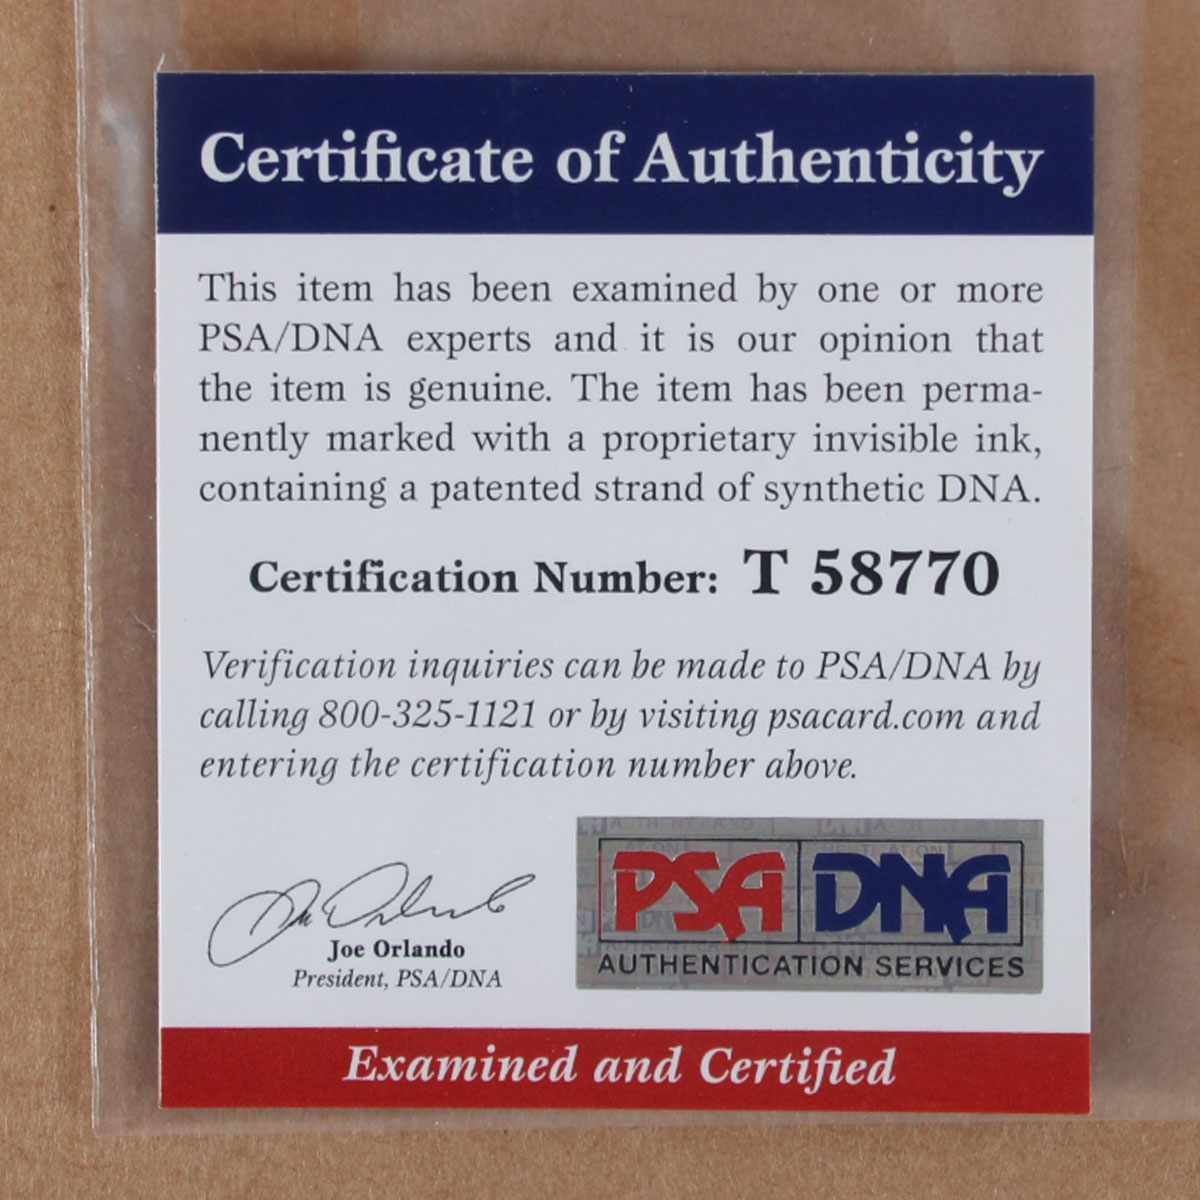 Certificate of Authenticity
This item has been examined by one or more
PSA/DNA experts and it is our opinion that
the item is genuine. The item has been perma-
nently marked with a proprietary invisible ink,
containing a patented strand of synthetic DNA.
Certification Number: T 58770
Verification inquiries can be made to PSA/DNA by
calling 800-325-1121 or by visiting psacard.com and
entering the certification number above.
Joe Orlando
President, PSA/DNA
PSA DNA
AUTHENTICATION SERVICES
Examined and Certified